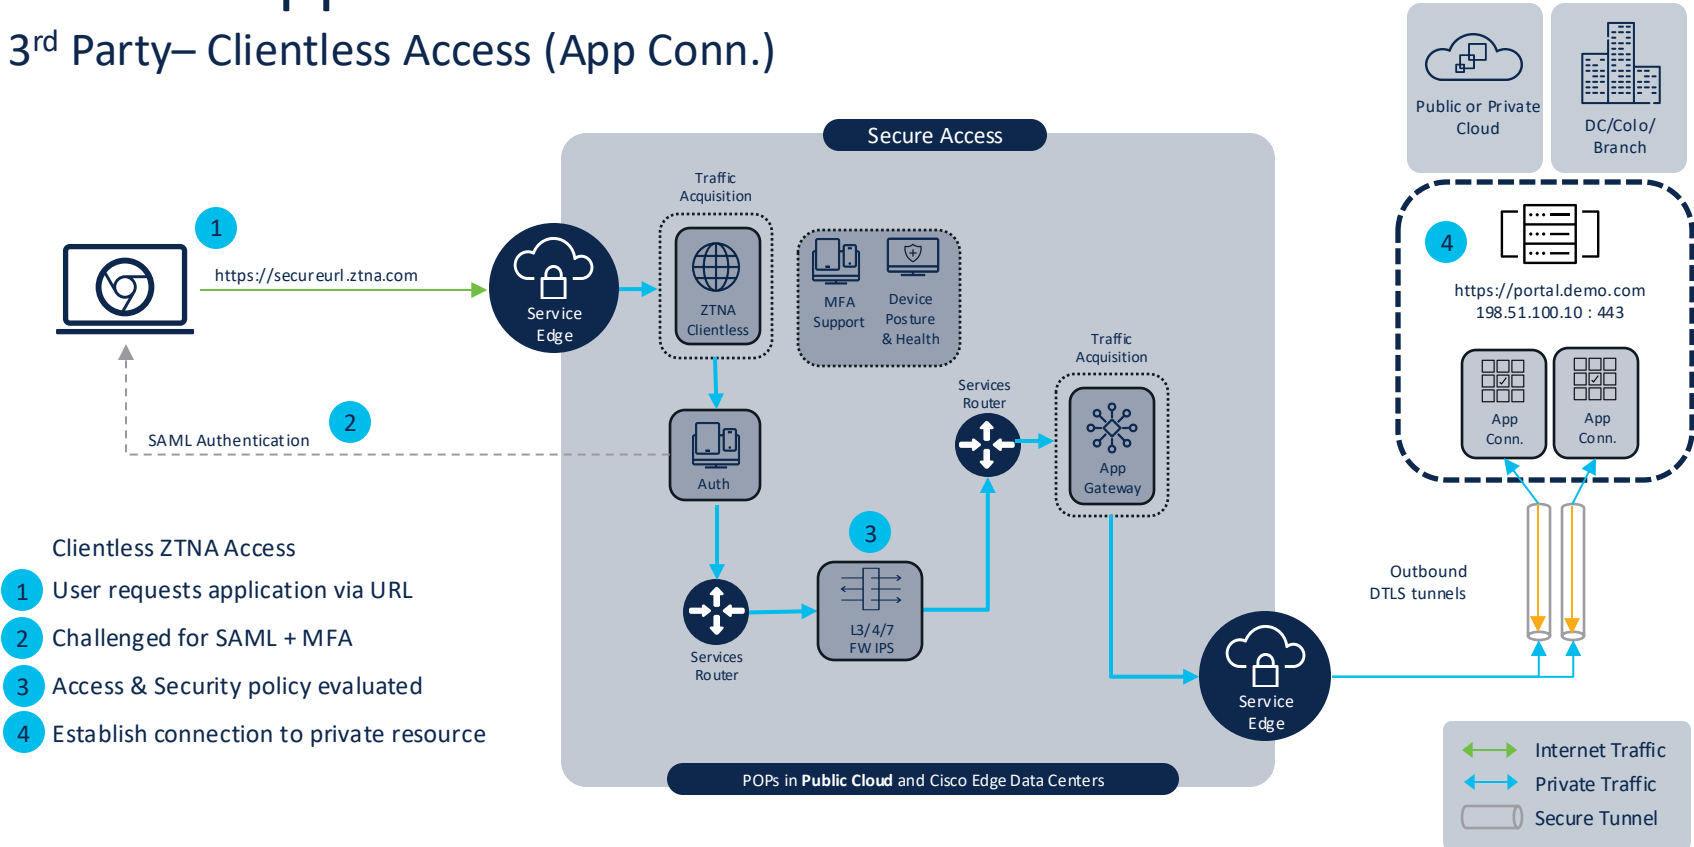 3rd Party– Clientless Access (App Conn.)
Public or Private
Cloud
DC/Colo/
Branch
Secure Access
Traffic
Acquisition
1
https://secureurl.ztna.com
Service
Edge
ZTNA
Clientless
MFA
Support
Device
Posture
& Health
4
https://portal.demo.com
198.51.100.10 : 443
Traffic
Acquisition
Services
Router
App
Conn.
App
Conn.
2
SAML Authentication
Auth
App
Gateway
3
L3/4/7
FW IPS
Services
Router
Outbound
DTLS tunnels
Service
Edge
Clientless ZTNA Access
1 User requests application via URL
2 Challenged for SAML + MFA
3 Access & Security policy evaluated
4 Establish connection to private resource
POPs in Public Cloud and Cisco Edge Data Centers
Internet Traffic
Private Traffic
Secure Tunnel